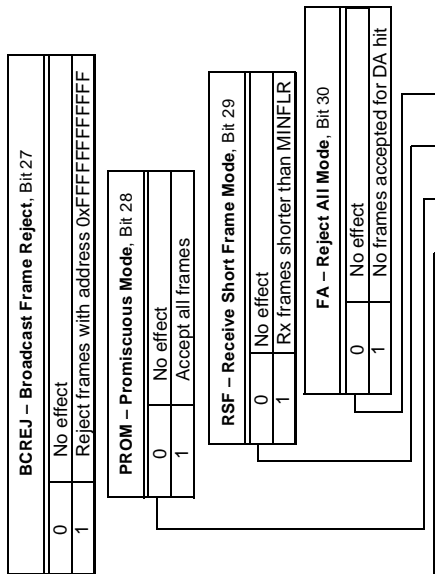 BCREJ – Broadcast Frame Reject, Bit 27
0 No effect
1 Reject frames with address 0xFFFFFFFFFFFF
PROM – Promiscuous Mode, Bit 28
0 No effect
1 Accept all frames
RSF – Receive Short Frame Mode, Bit 29
0 No effect
1 Rx frames shorter than MINFLR
FA – Reject All Mode, Bit 30
0 No effect
1 No frames accepted for DA hit